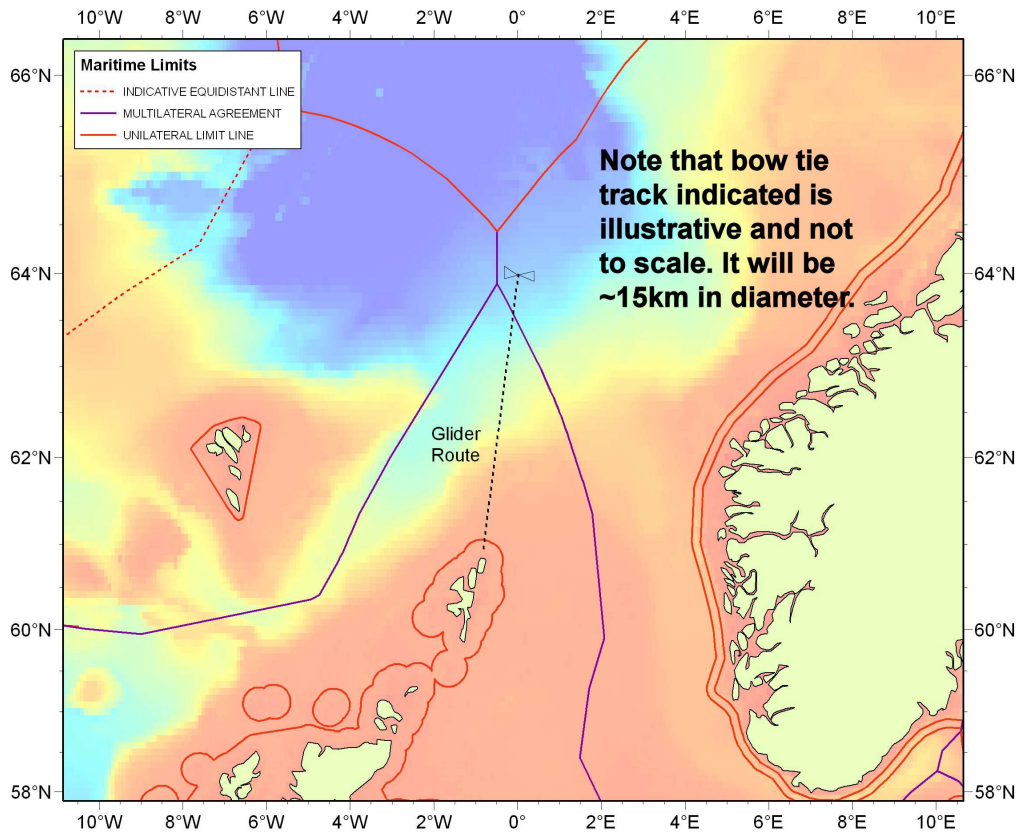 10°W 8°W 6°W 4°W 2°W 0° 2°E 4°E 6°E 8°E 10°E
66°N 66°N
Maritime Limits
INDICATIVE EQUIDISTANT LINE
MULTILATERAL AGREEMENT
UNILATERAL LIMIT LINE
Note that bow tie
track indicated is
illustrative and not
to scale. It will be
~15km in diameter.
64°N 64°N
Glider
Route
62°N 62°N
60°N 60°N
58°N 58°N
10°W 8°W 6°W 4°W 2°W 0° 2°E 4°E 6°E 8°E 10°E